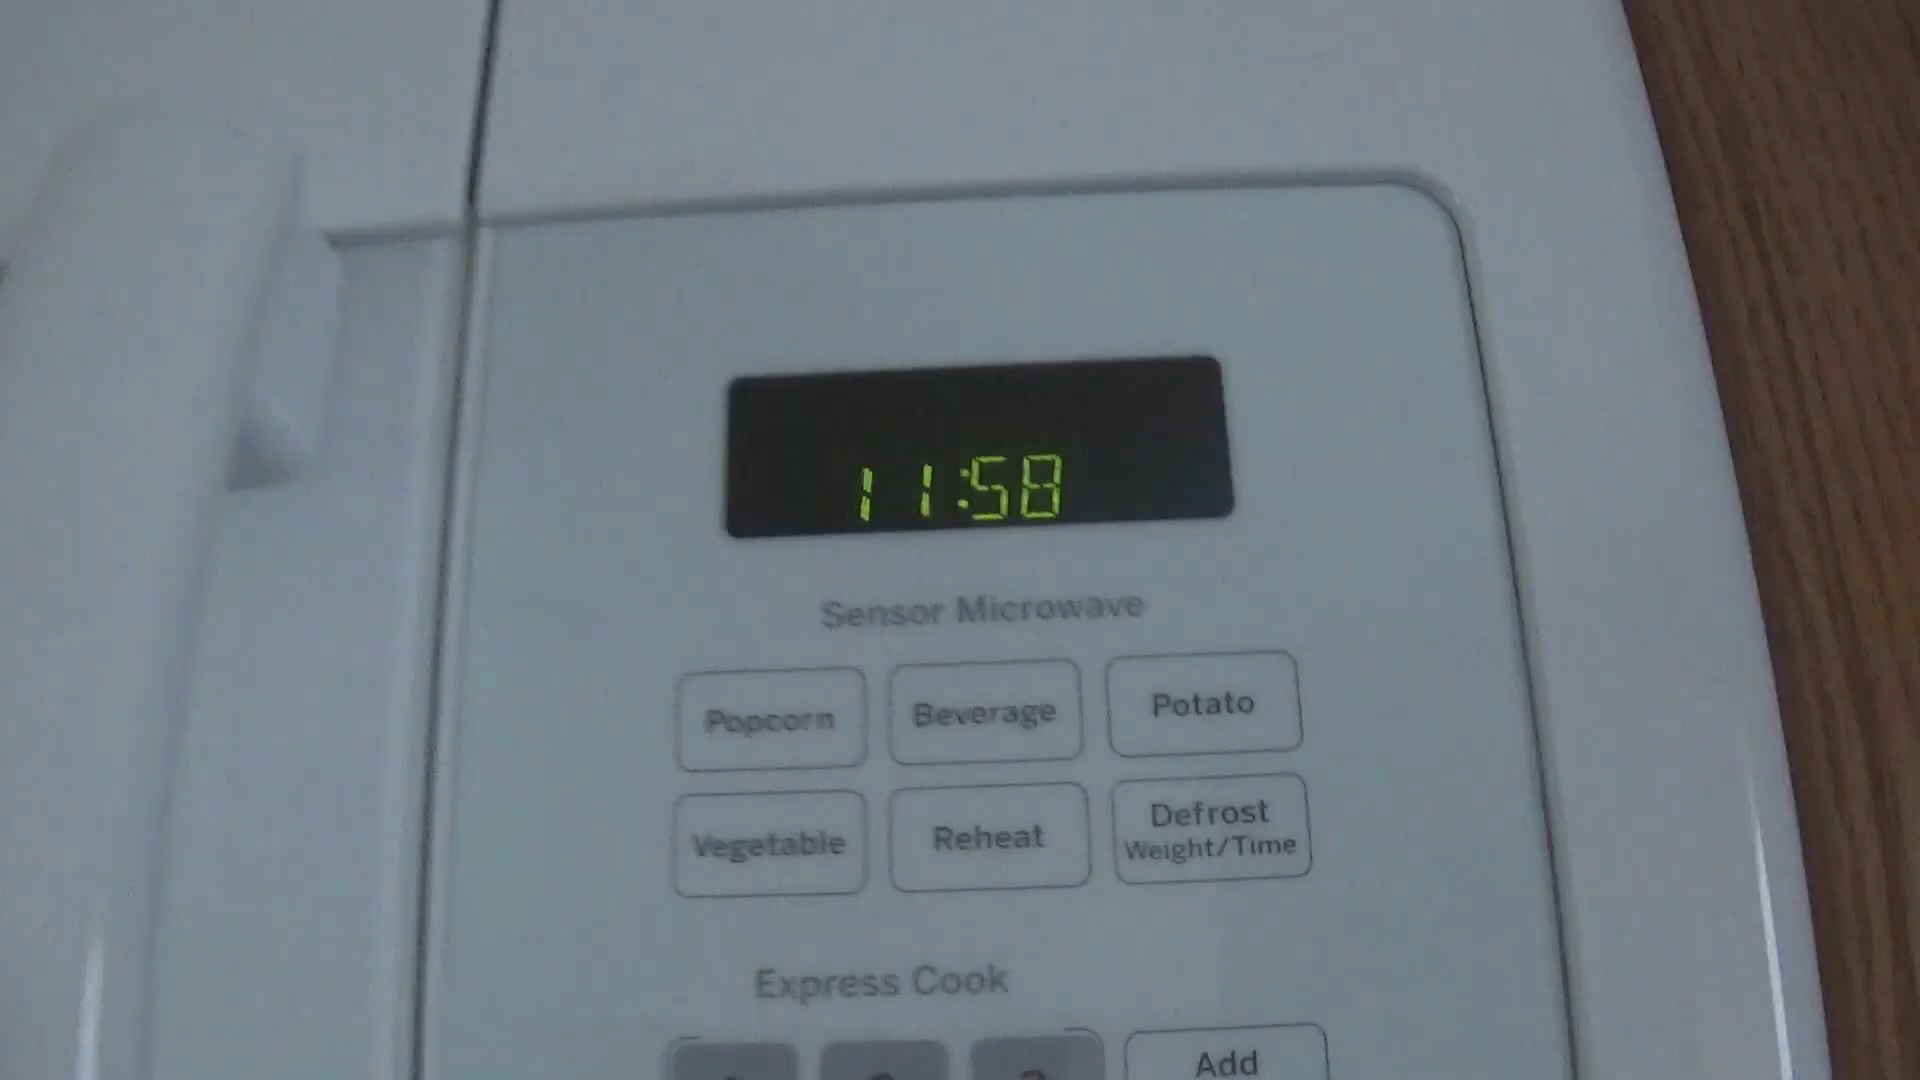 11:58
Sensor Microwave
Popcorn
Beverage
Potato
Vegetable
Reheat
Defrost
Weight/Time
Express Cook
Add